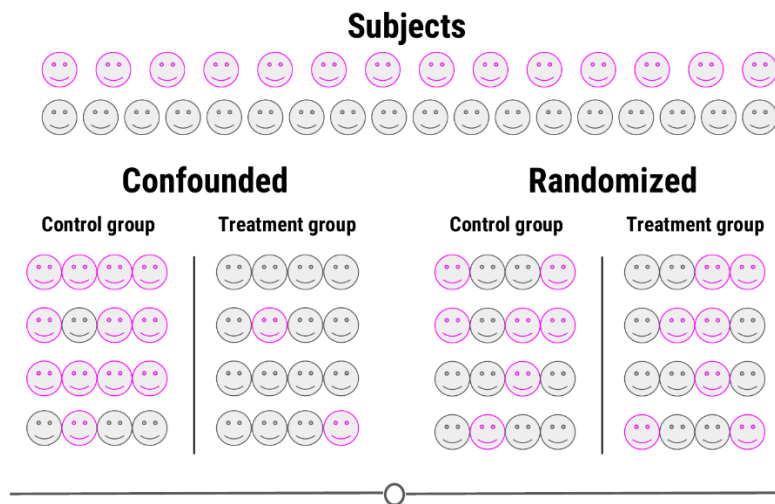 Subjects
Confounded
Randomized
Control group
Treatment group
Control group
Treatment group